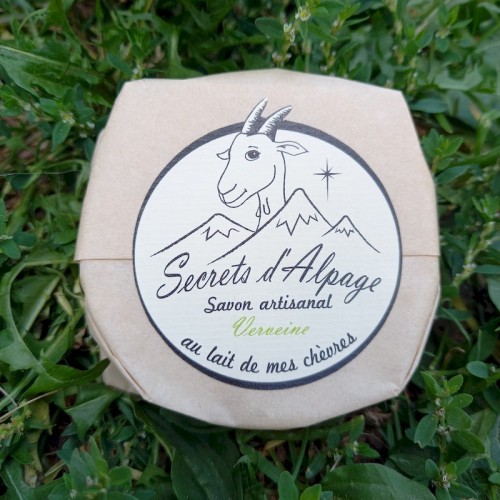 Secrets d'Alpage
Savon artisanal
Verveine
au lait de mes chèvres